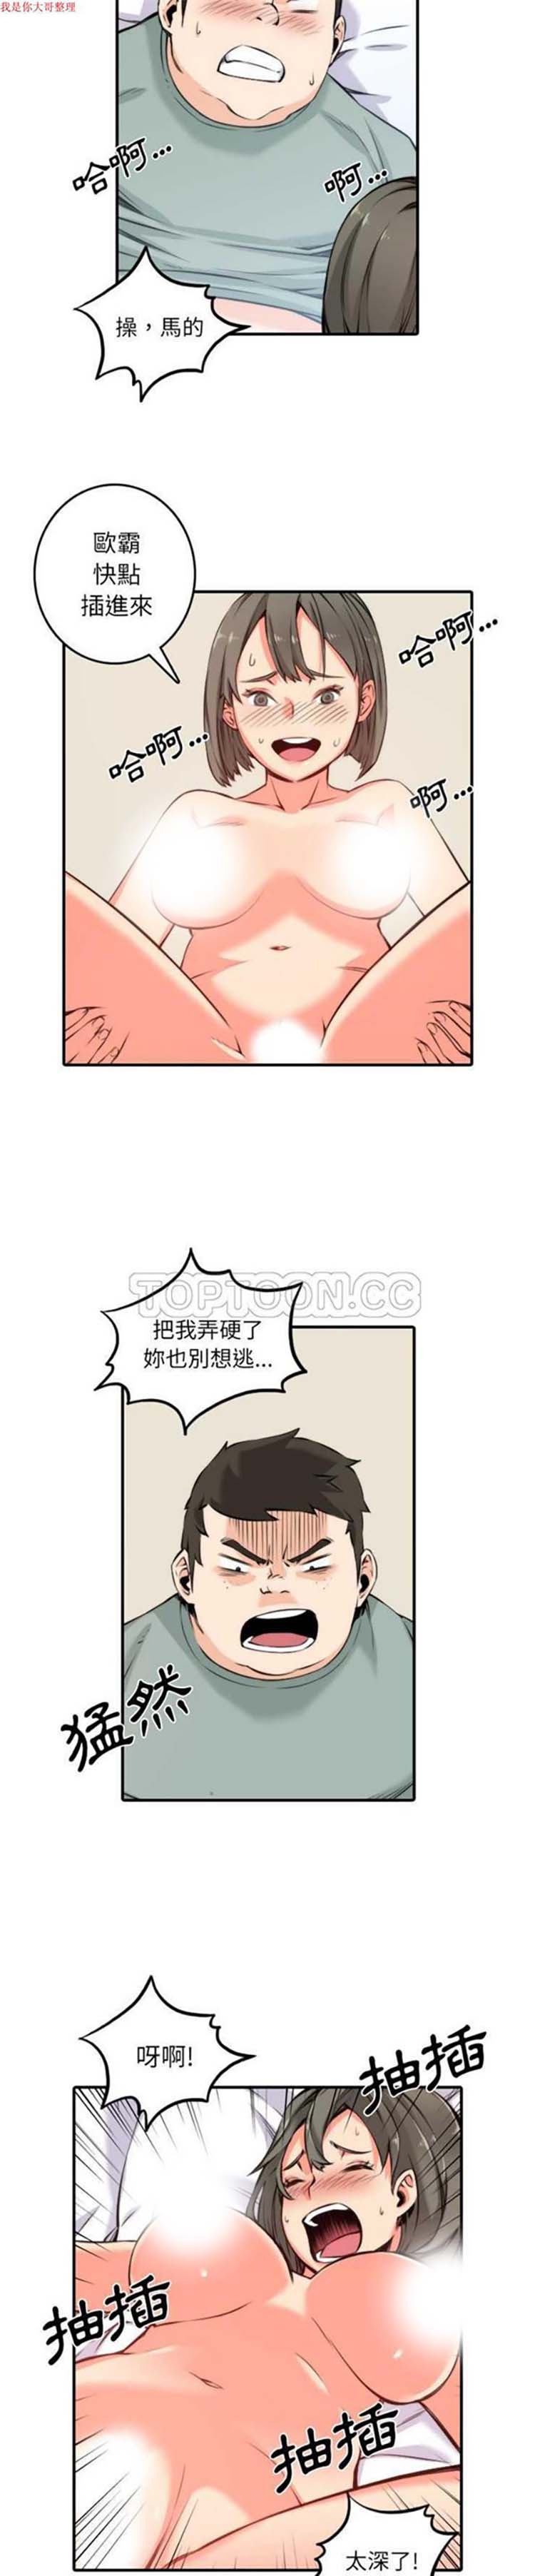 我是你大哥整理
哈啊...
啊...
操，馬的
歐霸
快點
插進來
哈啊...
哈啊...
啊...
TOPTOON.CC
把我弄硬了
妳也別想逃...
猛然
呀啊!
抽插
抽插
抽插
太深了!